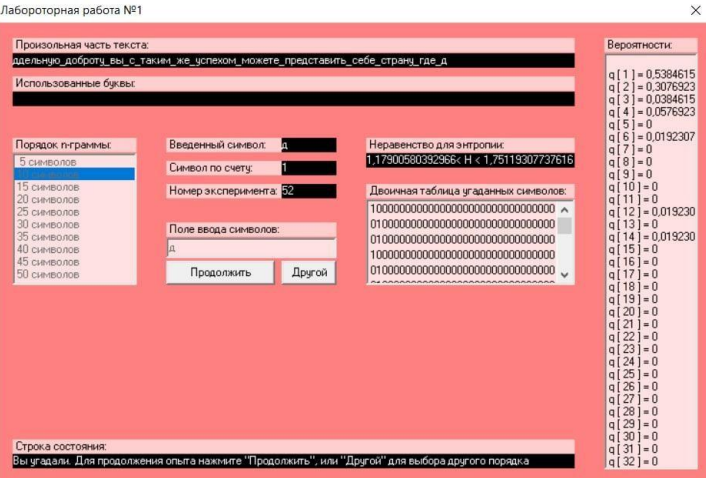 Лабороторная работа №1
Произольная часть текста:
ддельную_доброту_вы_с_таким_же_успехом_можете_представить_себе_страну_где_д
Использованные буквы:
Порядок n-граммы:
5 символов
10 символов
15 символов
20 символов
25 символов
30 символов
35 символов
40 символов
45 символов
50 символов
Введенный символ: д
Символ по счету: 1
Номер эксперимента: 52
Поле ввода символов:
д
Продолжить
Другой
Неравенство для энтропии:
1,17900580392966< H < 1,75119307737616
Двоичная таблица угаданных символов:
10000000000000000000000000000000
01000000000000000000000000000000
01000000000000000000000000000000
10000000000000000000000000000000
01000000000000000000000000000000
Вероятности:
q[ 1 ] = 0,5384615
q[ 2 ] = 0,3076923
q[ 3 ] = 0,0384615
q[ 4 ] = 0,0576923
q[ 5 ] = 0
q[ 6 ] = 0,0192307
q[ 7 ] = 0
q[ 8 ] = 0
q[ 9 ] = 0
q[ 10 ] = 0
q[ 11 ] = 0
q[ 12 ] = 0,019230
q[ 13 ] = 0
q[ 14 ] = 0,019230
q[ 15 ] = 0
q[ 16 ] = 0
q[ 17 ] = 0
q[ 18 ] = 0
q[ 19 ] = 0
q[ 20 ] = 0
q[ 21 ] = 0
q[ 22 ] = 0
q[ 23 ] = 0
q[ 24 ] = 0
q[ 25 ] = 0
q[ 26 ] = 0
q[ 27 ] = 0
q[ 28 ] = 0
q[ 29 ] = 0
q[ 30 ] = 0
q[ 31 ] = 0
q[ 32 ] = 0
Строка состояния:
Вы угадали. Для продолжения опыта нажмите "Продолжить", или "Другой" для выбора другого порядка